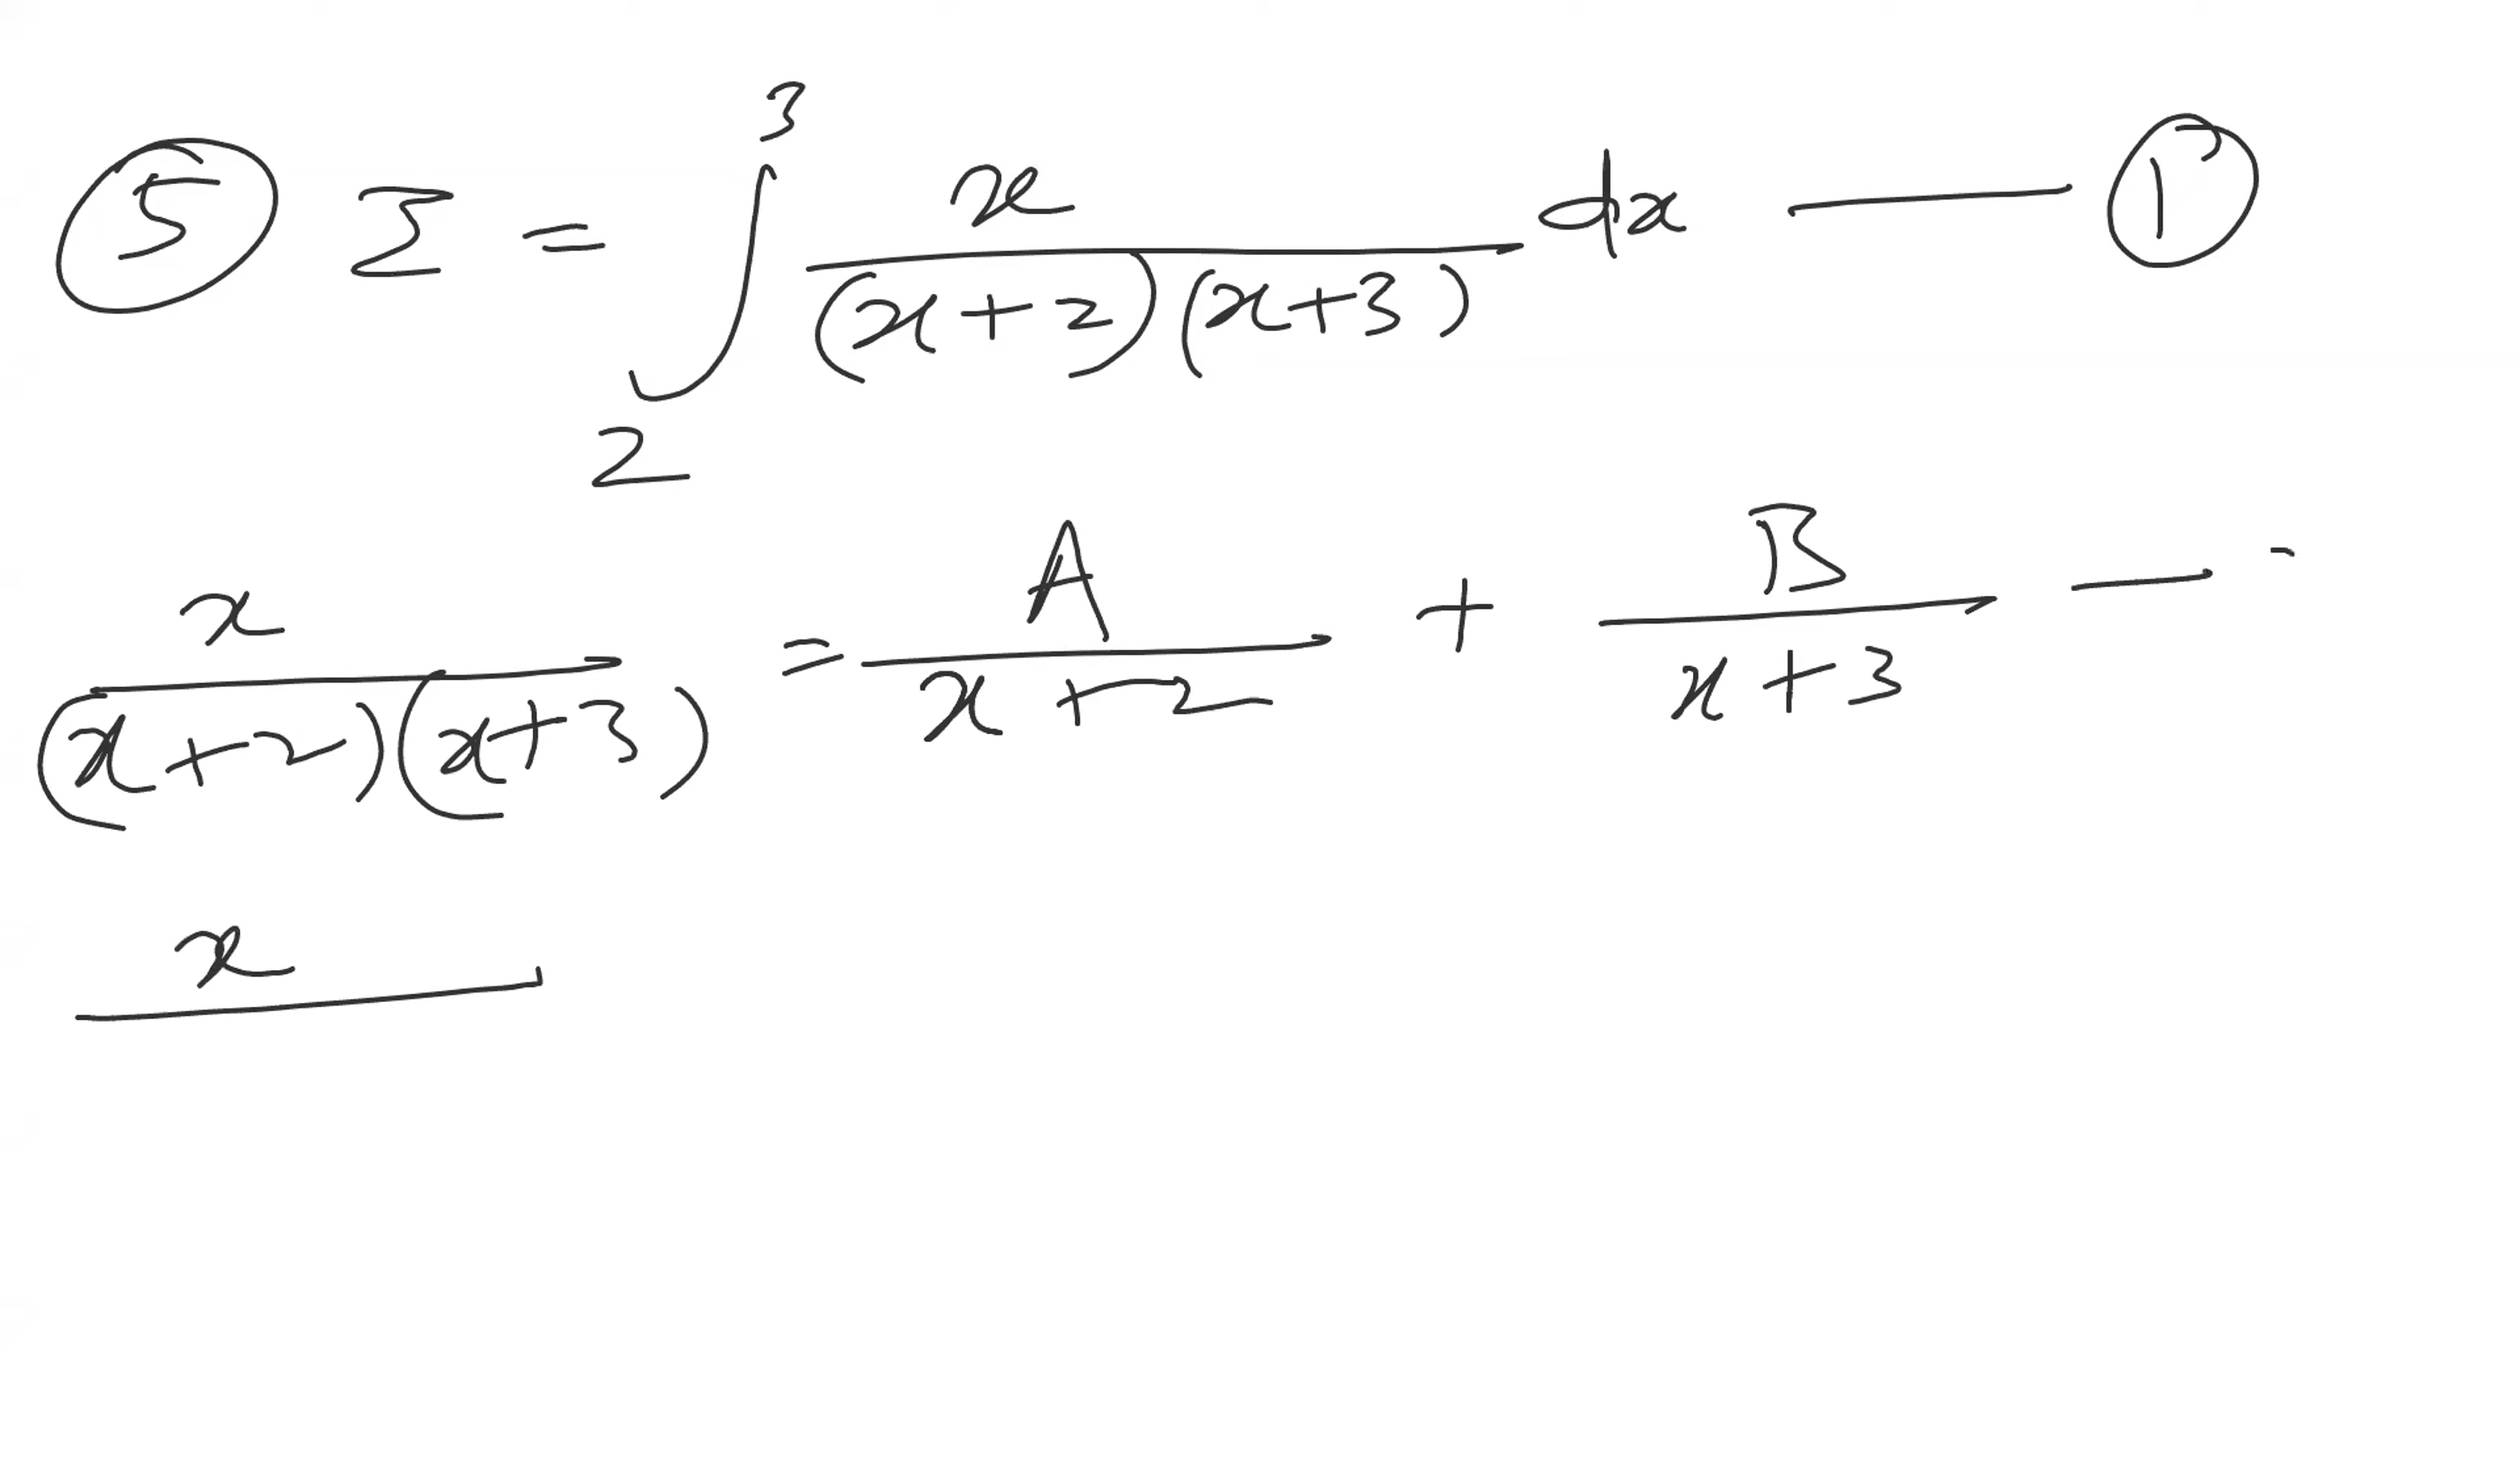 ⑤ I = ∫₂³ x / ((x+2)(x+3)) dx — ①
x / ((x+2)(x+3)) = A / (x+2) + B / (x+3) — -
x